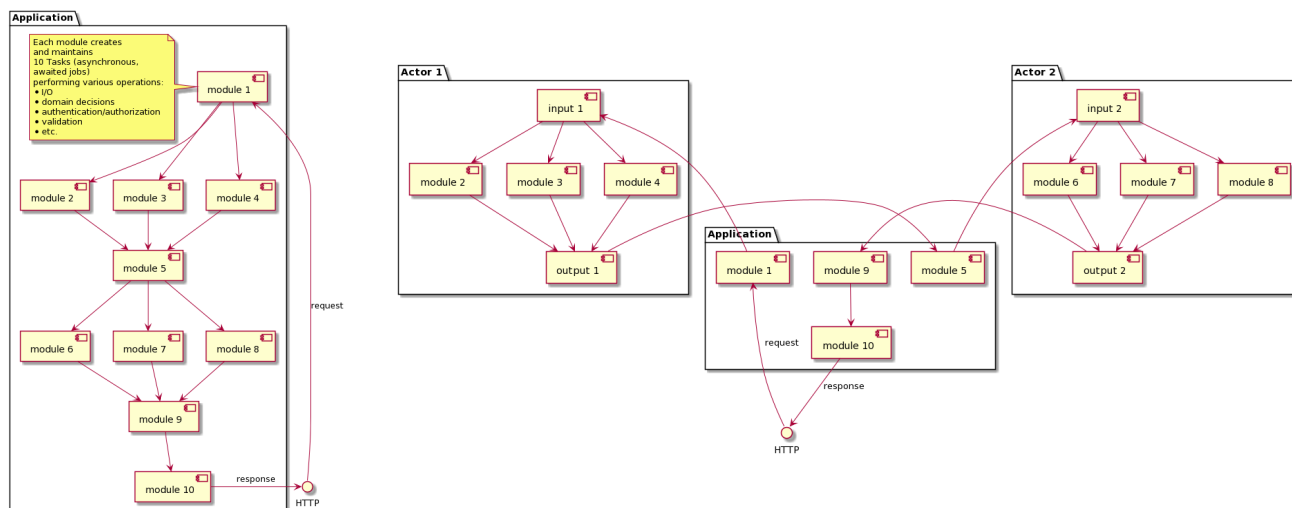 Application
Each module creates
and maintains
10 Tasks (asynchronous,
awaited jobs)
performing various operations:
• I/O
• domain decisions
• authentication/authorization
• validation
• etc.
module 1
module 2
module 3
module 4
module 5
request
module 6
module 7
module 8
module 9
module 10
response
HTTP
Actor 1
input 1
module 2
module 3
module 4
output 1
Application
module 1
module 9
module 5
module 10
request
response
HTTP
Actor 2
input 2
module 6
module 7
module 8
output 2